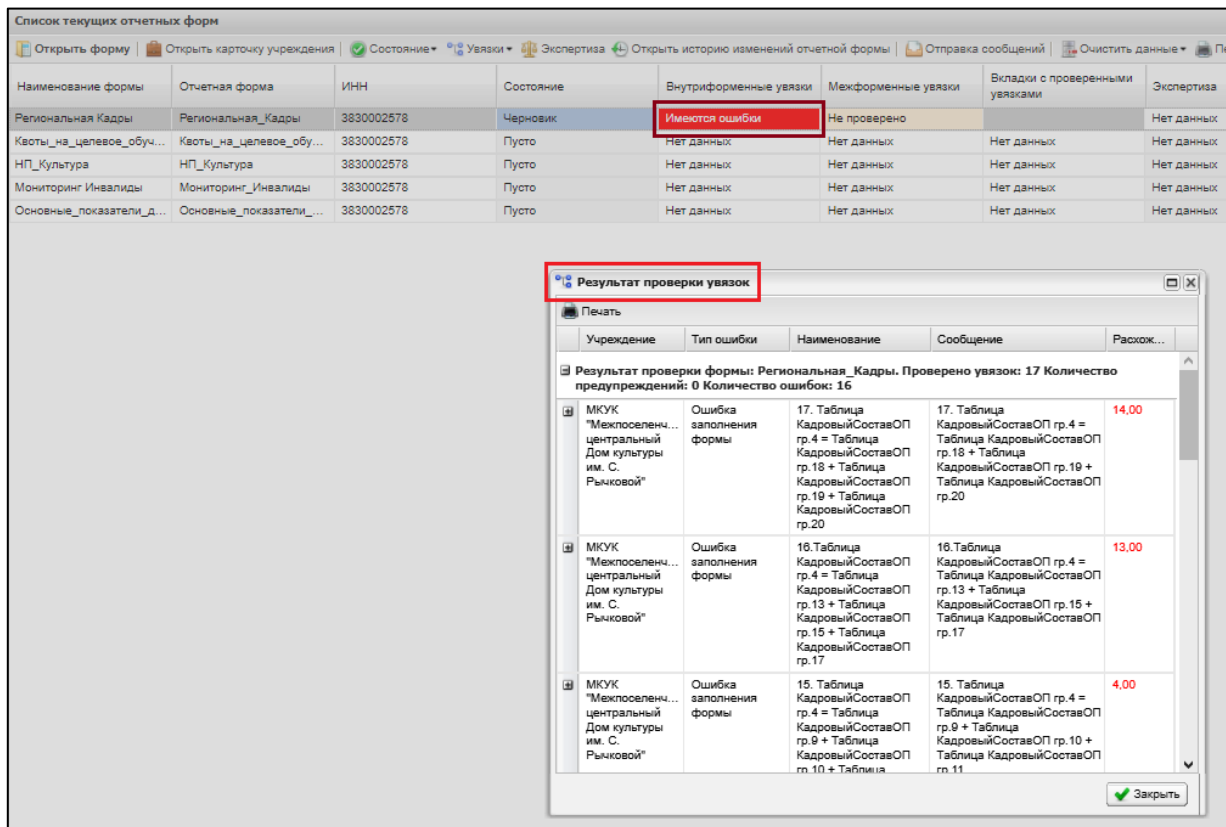 Список текущих отчетных форм
Открыть форму Открыть карточку учреждения Состояние Увязки Экспертиза Открыть историю изменений отчетной формы Отправка сообщений Очистить данные
Наименование формы Отчетная форма ИНН Состояние Внутриформенные увязки Межформенные увязки Вкладки с проверенными увязками Экспертиза
Региональная Кадры Региональная_Кадры 3830002578 Черновик Имеются ошибки Не проверено Нет данных
Квоты_на_целевое_обуч... Квоты_на_целевое_обу... 3830002578 Пусто Нет данных Нет данных Нет данных Нет данных
НП_Культура НП_Культура 3830002578 Пусто Нет данных Нет данных Нет данных Нет данных
Мониторинг Инвалиды Мониторинг_Инвалиды 3830002578 Пусто Нет данных Нет данных Нет данных Нет данных
Основные_показатели_д... Основные_показатели_... 3830002578 Пусто Нет данных Нет данных Нет данных Нет данных
Результат проверки увязок
Печать
Учреждение Тип ошибки Наименование Сообщение Расхож...
Результат проверки формы: Региональная_Кадры. Проверено увязок: 17 Количество
предупреждений: 0 Количество ошибок: 16
МКУК Ошибка 17. Таблица 17. Таблица 14,00
"Межпоселенч... заполнения КадровыйСоставОП КадровыйСоставОП гр.4 =
центральный формы гр.4 = Таблица Таблица КадровыйСоставОП
Дом культуры КадровыйСоставОП гр.18 + Таблица
им. С. гр.18 + Таблица КадровыйСоставОП гр.19 +
Рычковой" КадровыйСоставОП Таблица КадровыйСоставОП
гр.19 + Таблица гр.20
КадровыйСоставОП
гр.20
МКУК Ошибка 16.Таблица 16.Таблица 13,00
"Межпоселенч... заполнения КадровыйСоставОП КадровыйСоставОП гр.4 =
центральный формы гр.4 = Таблица Таблица КадровыйСоставОП
Дом культуры КадровыйСоставОП гр.13 + Таблица
им. С. гр.13 + Таблица КадровыйСоставОП гр.15 +
Рычковой" КадровыйСоставОП Таблица КадровыйСоставОП
гр.15 + Таблица гр.17
КадровыйСоставОП
гр.17
МКУК Ошибка 15. Таблица 15. Таблица 4,00
"Межпоселенч... заполнения КадровыйСоставОП КадровыйСоставОП гр.4 =
центральный формы гр.4 = Таблица Таблица КадровыйСоставОП
Дом культуры КадровыйСоставОП гр.9 + Таблица
им. С. гр.9 + Таблица КадровыйСоставОП гр.10 +
Рычковой" КадровыйСоставОП Таблица КадровыйСоставОП
гр.10 + Таблица гр.11
Закрыть